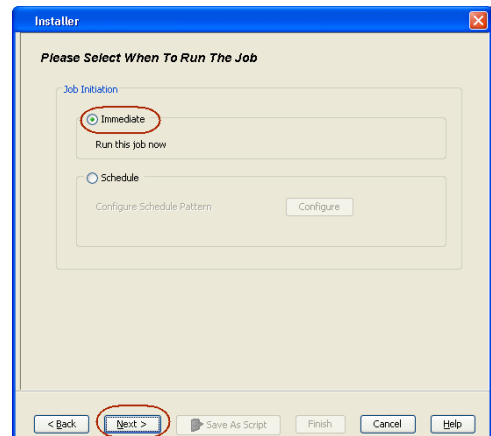 Installer
Please Select When To Run The Job
Job Initiation
Immediate
Run this job now
Schedule
Configure Schedule Pattern Configure
< Back Next > Save As Script Finish Cancel Help